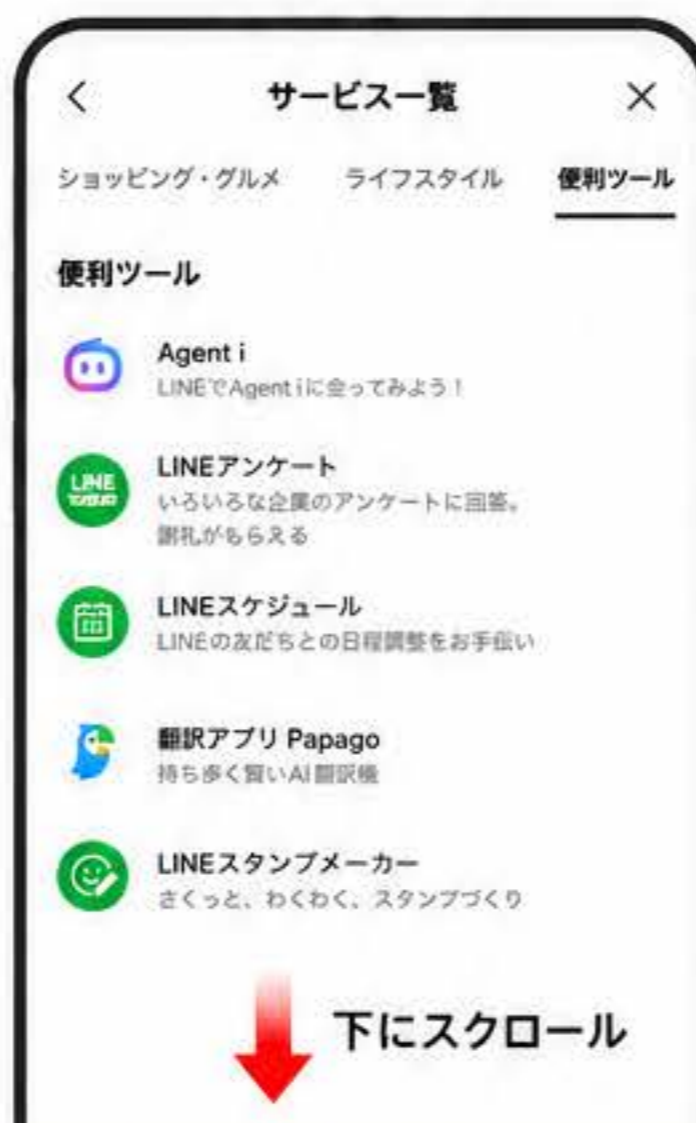 サービス一覧
ショッピング・グルメ ライフスタイル 便利ツール
便利ツール
Agent i
LINEでAgent iに会ってみよう！
LINEアンケート
いろいろな企業のアンケートに回答。
謝礼がもらえる
LINE
LINEスケジュール
LINEの友だちとの日程調整をお手伝い
翻訳アプリ Papago
持ち歩く賢いAI翻訳機
LINEスタンプメーカー
さくっと、わくわく、スタンプづくり
下にスクロール